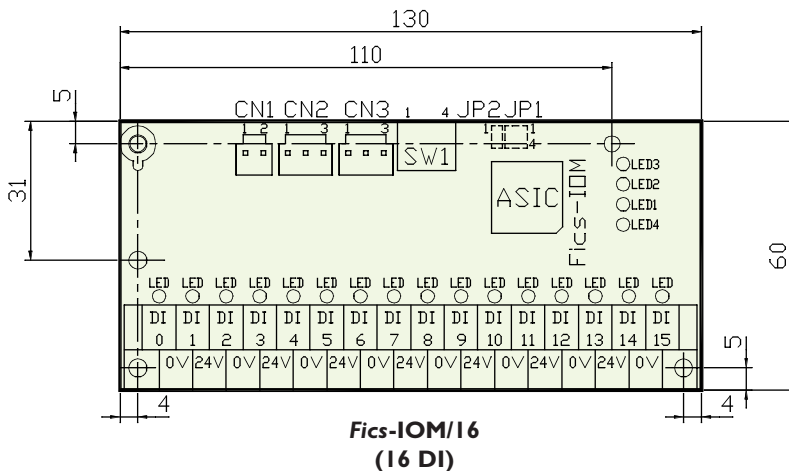 130
110
5
CN1 CN2 CN3 1 4 JP2 JP1
1 2 1 3 1 3 1 1
4
SW1
ASIC
Fics-IOM
LED3
LED2
LED1
LED4
31
60
LED LED LED LED LED LED LED LED LED LED LED LED LED LED LED LED
DI DI DI DI DI DI DI DI DI DI DI DI DI DI DI DI
0 1 2 3 4 5 6 7 8 9 10 11 12 13 14 15
0V 24V 0V 24V 0V 24V 0V 24V 0V 24V 0V 24V 0V 24V 0V
5
4 4
Fics-IOM/16
(16 DI)